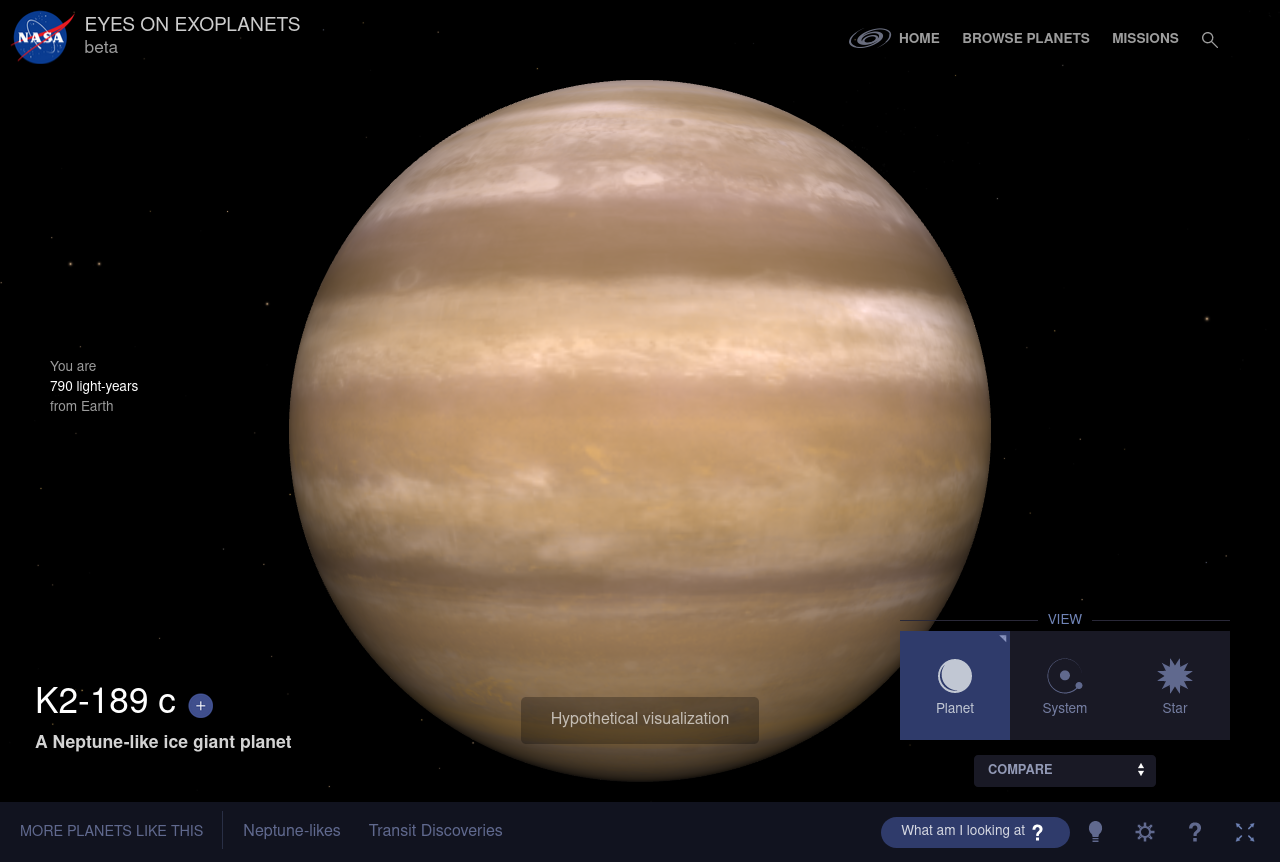 NASA
EYES ON EXOPLANETS
beta
HOME
BROWSE PLANETS
MISSIONS
You are
790 light-years
from Earth
VIEW
Planet
System
Star
K2-189 c +
A Neptune-like ice giant planet
Hypothetical visualization
COMPARE
MORE PLANETS LIKE THIS
Neptune-likes
Transit Discoveries
What am I looking at ?
?